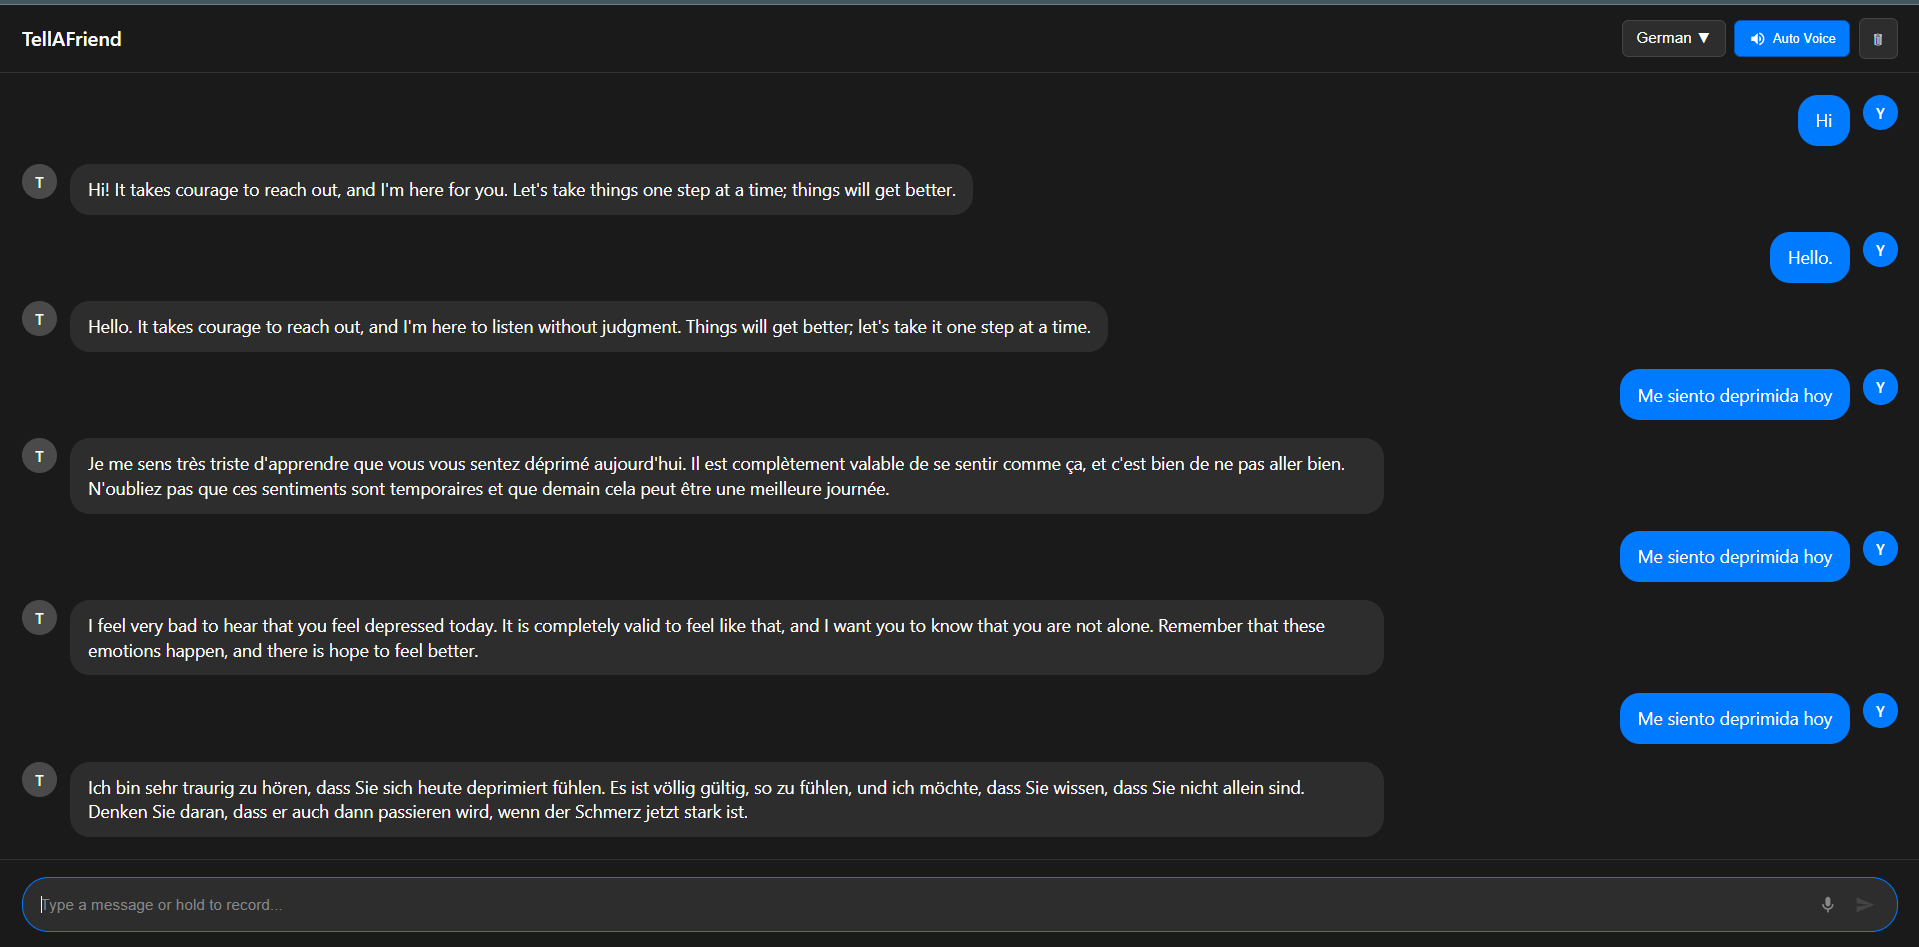 TellAFriend
German ▼
Auto Voice
Hi
Y
T
Hi! It takes courage to reach out, and I'm here for you. Let's take things one step at a time; things will get better.
Hello.
Y
T
Hello. It takes courage to reach out, and I'm here to listen without judgment. Things will get better; let's take it one step at a time.
Me siento deprimida hoy
Y
T
Je me sens très triste d'apprendre que vous vous sentez déprimé aujourd'hui. Il est complètement valable de se sentir comme ça, et c'est bien de ne pas aller bien.
N'oubliez pas que ces sentiments sont temporaires et que demain cela peut être une meilleure journée.
Me siento deprimida hoy
Y
T
I feel very bad to hear that you feel depressed today. It is completely valid to feel like that, and I want you to know that you are not alone. Remember that these
emotions happen, and there is hope to feel better.
Me siento deprimida hoy
Y
T
Ich bin sehr traurig zu hören, dass Sie sich heute deprimiert fühlen. Es ist völlig gültig, so zu fühlen, und ich möchte, dass Sie wissen, dass Sie nicht allein sind.
Denken Sie daran, dass er auch dann passieren wird, wenn der Schmerz jetzt stark ist.
Type a message or hold to record...